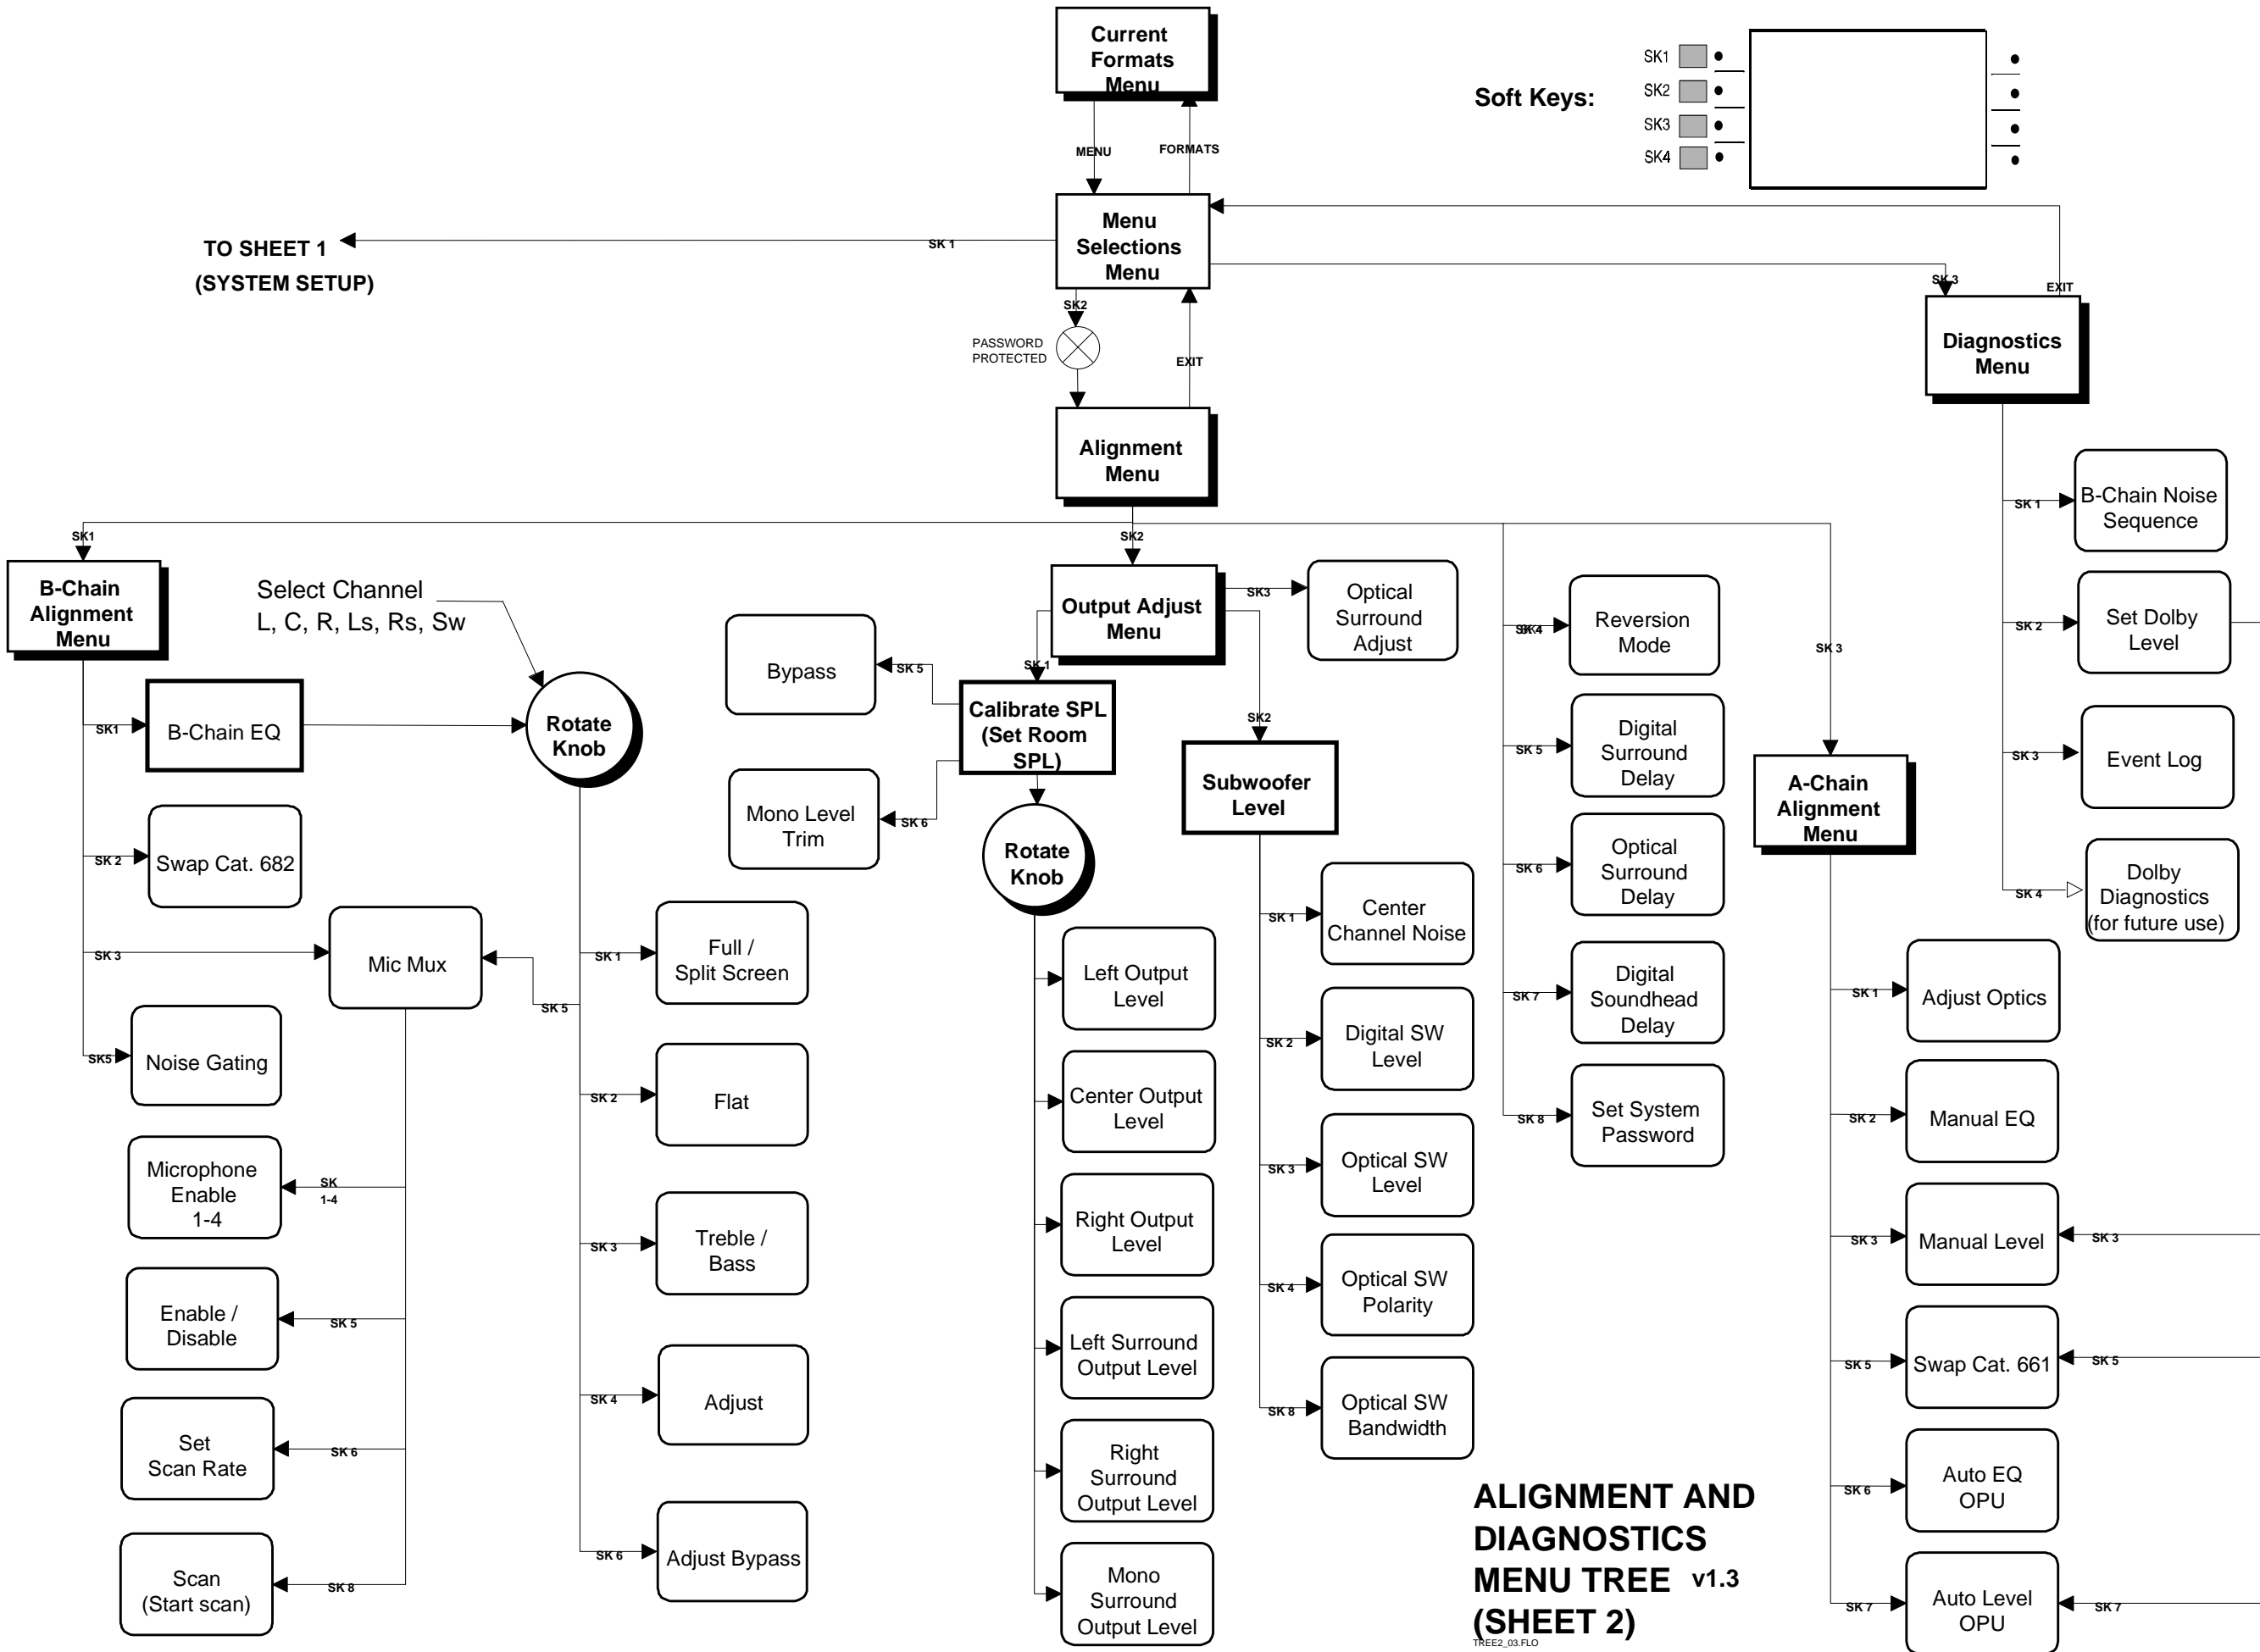 Current
Formats
Menu
MENU
FORMATS
Soft Keys:
SK1
SK2
SK3
SK4
TO SHEET 1
(SYSTEM SETUP)
SK 1
Menu
Selections
Menu
SK2
PASSWORD
PROTECTED
EXIT
SK 3
EXIT
Diagnostics
Menu
Alignment
Menu
SK1
SK2
SK 3
B-Chain
Alignment
Menu
Select Channel
L, C, R, Ls, Rs, Sw
SK1
B-Chain EQ
Rotate
Knob
SK 2
Swap Cat. 682
SK 3
Mic Mux
SK 5
SK5
Noise Gating
SK
1-4
Microphone
Enable
1-4
SK 5
Enable /
Disable
SK 6
Set
Scan Rate
SK 8
Scan
(Start scan)
SK 1
Full /
Split Screen
SK 2
Flat
SK 3
Treble /
Bass
SK 4
Adjust
SK 6
Adjust Bypass
Output Adjust
Menu
SK3
Optical
Surround
Adjust
SK 1
Calibrate SPL
(Set Room
SPL)
SK 5
Bypass
SK 6
Mono Level
Trim
Rotate
Knob
Left Output
Level
Center Output
Level
Right Output
Level
Left Surround
Output Level
Right
Surround
Output Level
Mono
Surround
Output Level
SK2
Subwoofer
Level
SK 1
Center
Channel Noise
SK 2
Digital SW
Level
SK 3
Optical SW
Level
SK 4
Optical SW
Polarity
SK 8
Optical SW
Bandwidth
SK 4
Reversion
Mode
SK 5
Digital
Surround
Delay
SK 6
Optical
Surround
Delay
SK 7
Digital
Soundhead
Delay
SK 8
Set System
Password
A-Chain
Alignment
Menu
SK 1
Adjust Optics
SK 2
Manual EQ
SK 3
Manual Level
SK 3
SK 5
Swap Cat. 661
SK 5
SK 6
Auto EQ
OPU
SK 7
Auto Level
OPU
SK 7
SK 1
B-Chain Noise
Sequence
SK 2
Set Dolby
Level
SK 3
Event Log
SK 4
Dolby
Diagnostics
(for future use)
ALIGNMENT AND
DIAGNOSTICS
MENU TREE v1.3
(SHEET 2)
TREE2_03.FLO